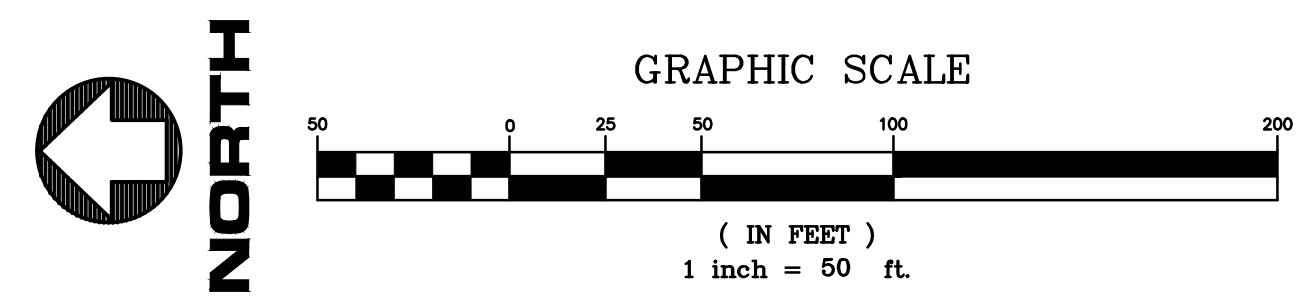 NORTH
GRAPHIC SCALE
50 0 25 50 100 200
( IN FEET )
1 inch = 50 ft.